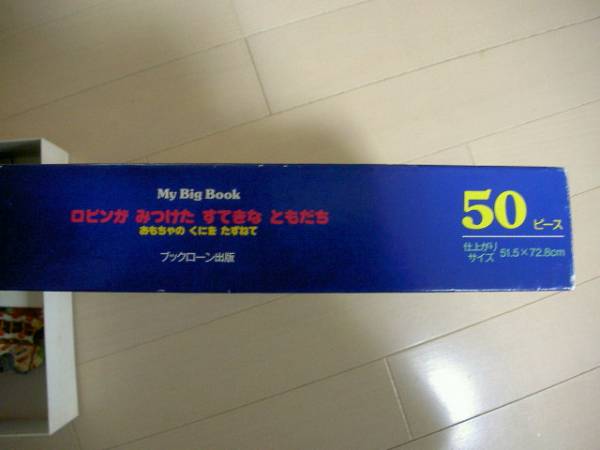 My Big Book
ロビンが みつけた すてきな ともだち
おもちゃの くにを たずねて
ブックローン出版
50 ピース
仕上がり
サイズ 51.5×72.8cm